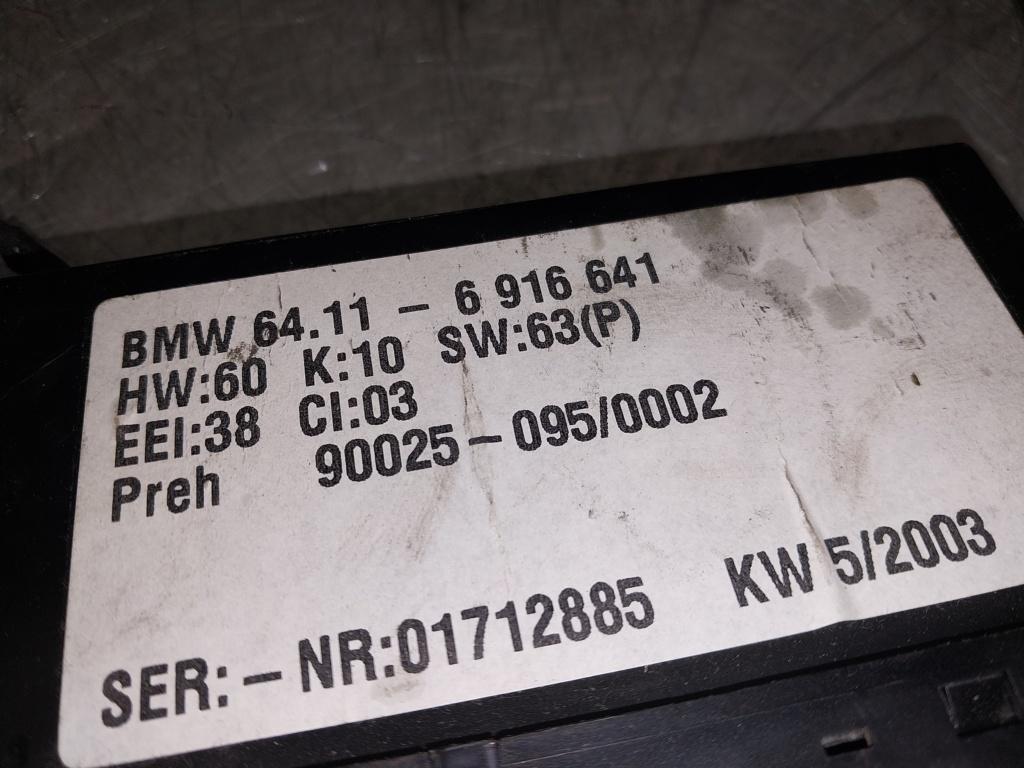 BMW 64.11 - 6 916 641
HW:60 K:10 SW:63(P)
EEI:38 CI:03
Preh 90025-095/0002
SER:-NR:01712885 KW 5/2003